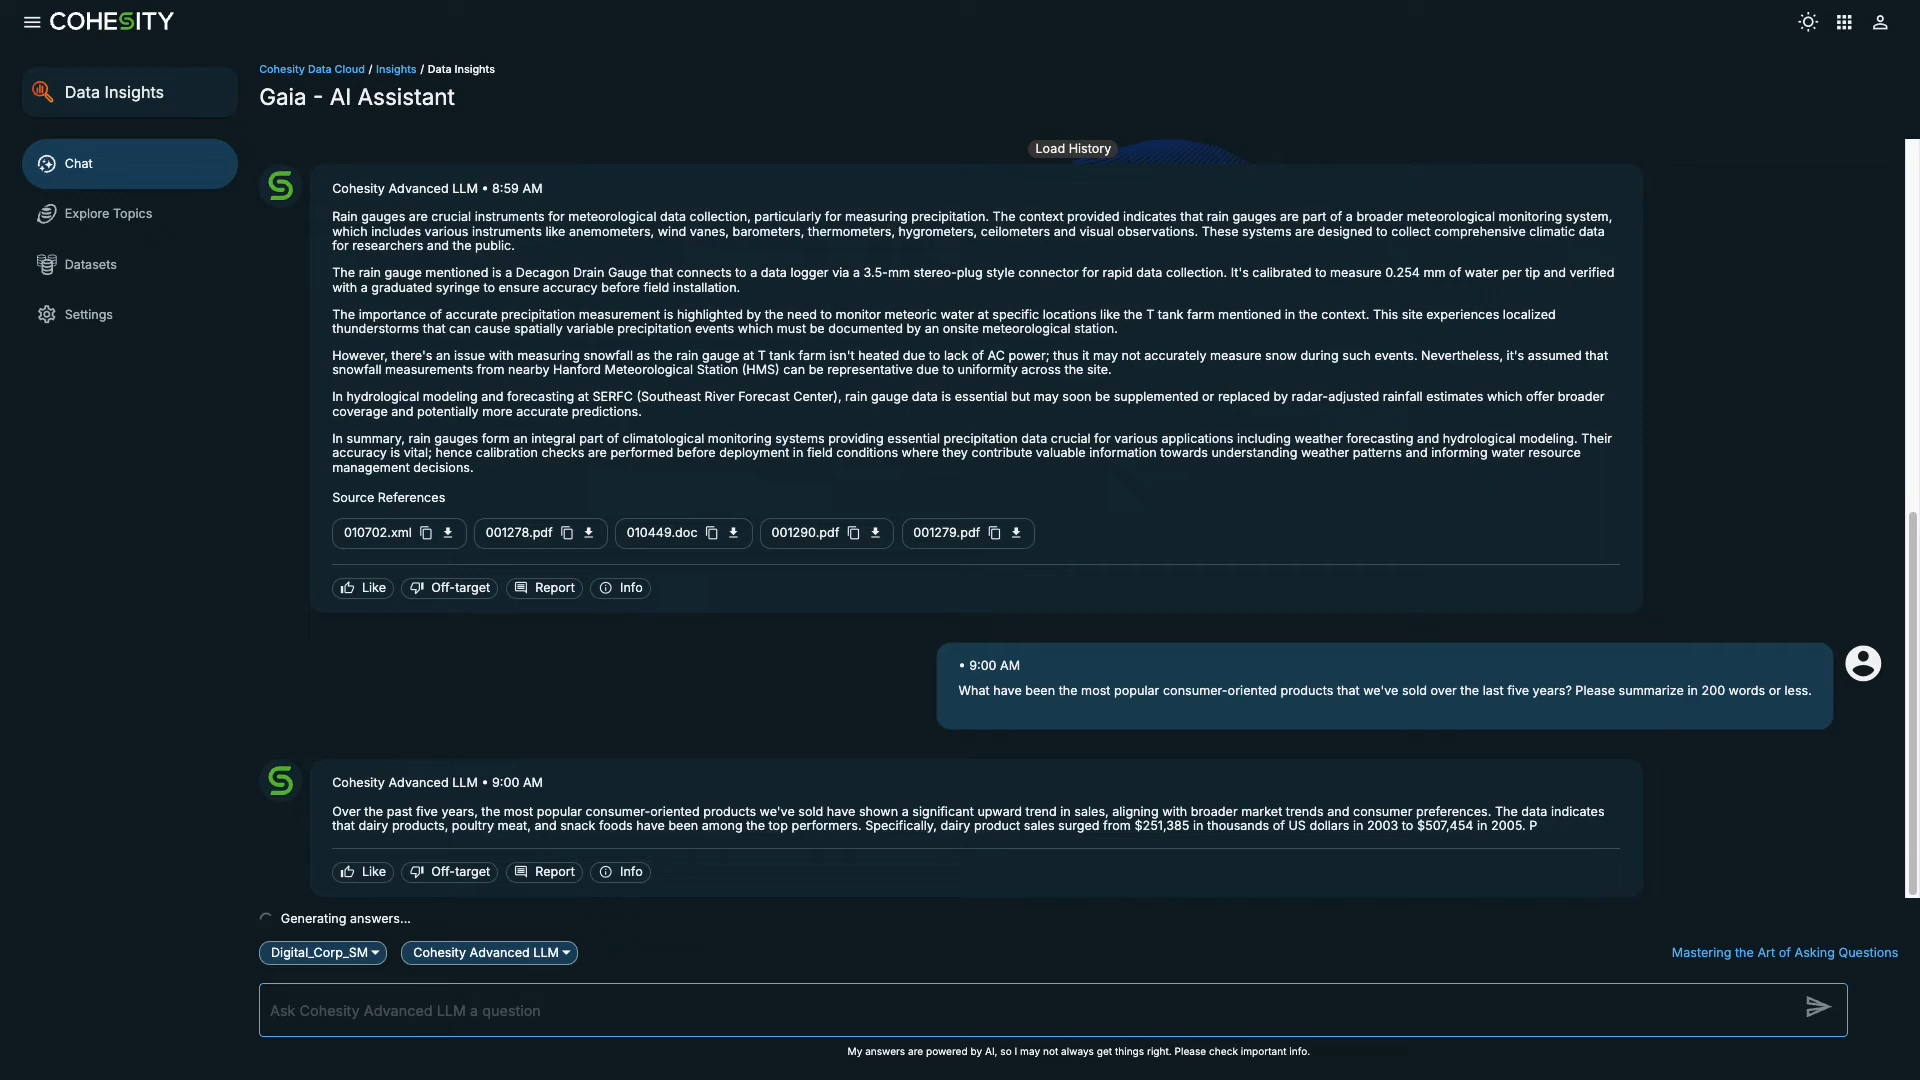 COHESITY
Data Insights
Chat
Explore Topics
Datasets
Settings
Cohesity Data Cloud / Insights / Data Insights
Gaia - AI Assistant
Load History
Cohesity Advanced LLM • 8:59 AM
Rain gauges are crucial instruments for meteorological data collection, particularly for measuring precipitation. The context provided indicates that rain gauges are part of a broader meteorological monitoring system,
which includes various instruments like anemometers, wind vanes, barometers, thermometers, hygrometers, ceilometers and visual observations. These systems are designed to collect comprehensive climatic data
for researchers and the public.
The rain gauge mentioned is a Decagon Drain Gauge that connects to a data logger via a 3.5-mm stereo-plug style connector for rapid data collection. It's calibrated to measure 0.254 mm of water per tip and verified
with a graduated syringe to ensure accuracy before field installation.
The importance of accurate precipitation measurement is highlighted by the need to monitor meteoric water at specific locations like the T tank farm mentioned in the context. This site experiences localized
thunderstorms that can cause spatially variable precipitation events which must be documented by an onsite meteorological station.
However, there's an issue with measuring snowfall as the rain gauge at T tank farm isn't heated due to lack of AC power; thus it may not accurately measure snow during such events. Nevertheless, it's assumed that
snowfall measurements from nearby Hanford Meteorological Station (HMS) can be representative due to uniformity across the site.
In hydrological modeling and forecasting at SERFC (Southeast River Forecast Center), rain gauge data is essential but may soon be supplemented or replaced by radar-adjusted rainfall estimates which offer broader
coverage and potentially more accurate predictions.
In summary, rain gauges form an integral part of climatological monitoring systems providing essential precipitation data crucial for various applications including weather forecasting and hydrological modeling. Their
accuracy is vital; hence calibration checks are performed before deployment in field conditions where they contribute valuable information towards understanding weather patterns and informing water resource
management decisions.
Source References
010702.xml 001278.pdf 010449.doc 001290.pdf 001279.pdf
Like Off-target Report Info
• 9:00 AM
What have been the most popular consumer-oriented products that we've sold over the last five years? Please summarize in 200 words or less.
Cohesity Advanced LLM • 9:00 AM
Over the past five years, the most popular consumer-oriented products we've sold have shown a significant upward trend in sales, aligning with broader market trends and consumer preferences. The data indicates
that dairy products, poultry meat, and snack foods have been among the top performers. Specifically, dairy product sales surged from $251,385 in thousands of US dollars in 2003 to $507,454 in 2005. P
Like Off-target Report Info
Generating answers...
Digital_Corp_SM Cohesity Advanced LLM
Mastering the Art of Asking Questions
Ask Cohesity Advanced LLM a question
My answers are powered by AI, so I may not always get things right. Please check important info.